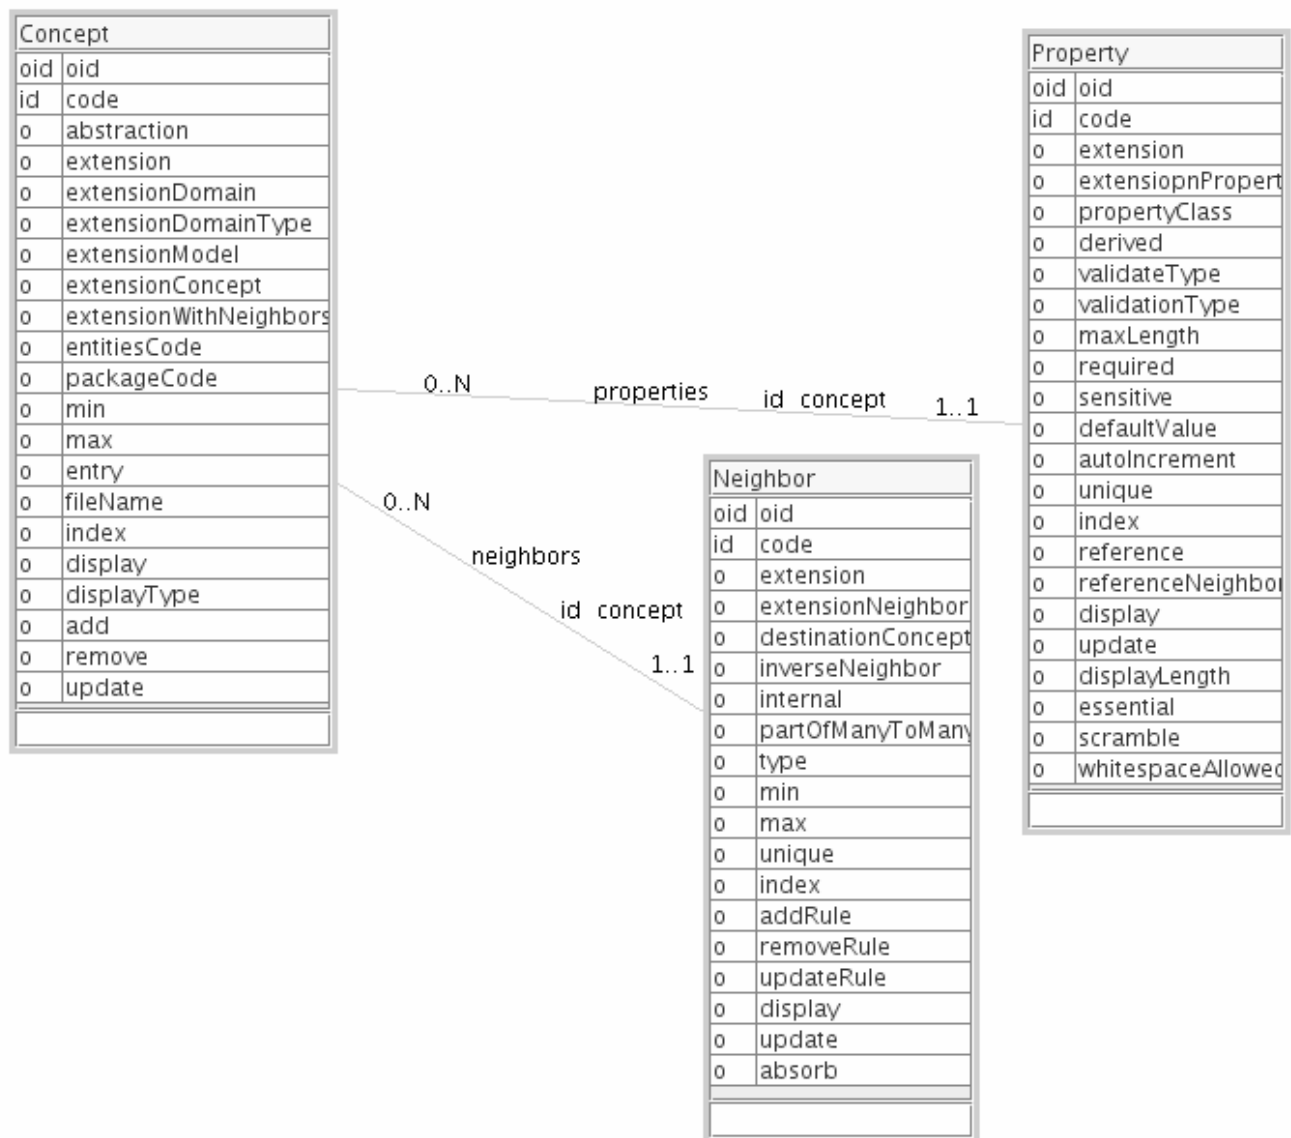 Concept
oid oid
id code
o abstraction
o extension
o extensionDomain
o extensionDomainType
o extensionModel
o extensionConcept
o extensionWithNeighbors
o entitiesCode
o packageCode
o min
o max
o entry
o fileName
o index
o display
o displayType
o add
o remove
o update
0..N properties id concept 1..1
0..N
neighbors
id concept
1..1
Neighbor
oid oid
id code
o extension
o extensionNeighbor
o destinationConcept
o inverseNeighbor
o internal
o partOfManyToMany
o type
o min
o max
o unique
o index
o addRule
o removeRule
o updateRule
o display
o update
o absorb
Property
oid oid
id code
o extension
o extensiopnPropert
o propertyClass
o derived
o validateType
o validationType
o maxLength
o required
o sensitive
o defaultValue
o autoIncrement
o unique
o index
o reference
o referenceNeighbor
o display
o update
o displayLength
o essential
o scramble
o whitespaceAllowed